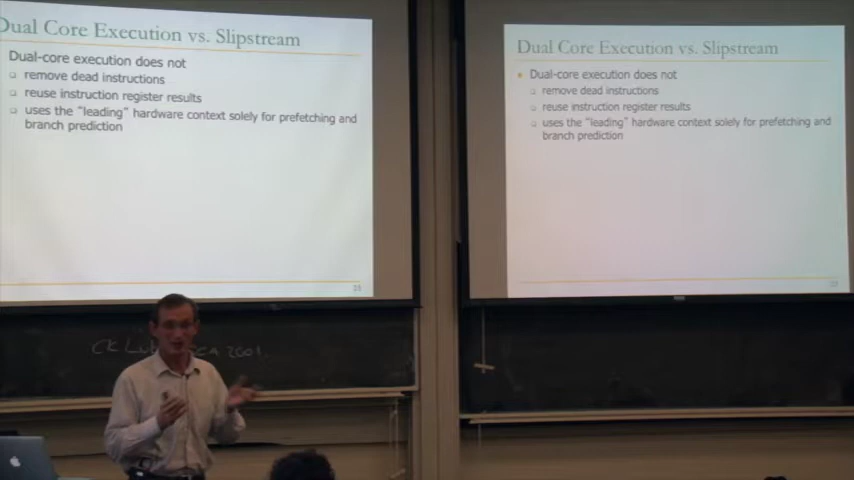 Dual Core Execution vs. Slipstream
Dual-core execution does not
remove dead instructions
reuse instruction register results
uses the "leading" hardware context solely for prefetching and
branch prediction
Dual Core Execution vs. Slipstream
Dual-core execution does not
remove dead instructions
reuse instruction register results
uses the "leading" hardware context solely for prefetching and
branch prediction
CK 2001